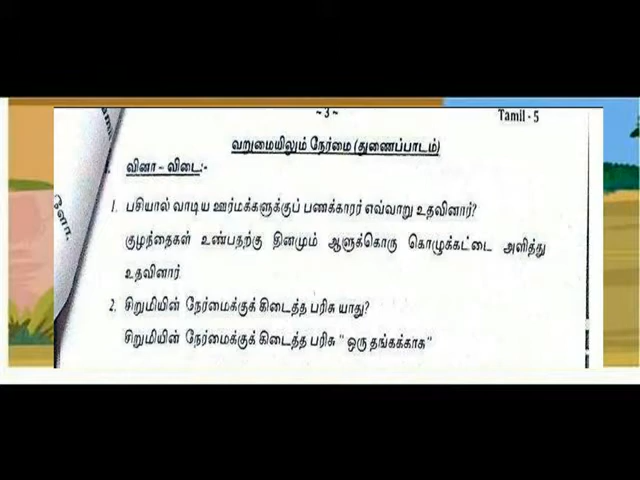 ~ 3 ~ Tamil - 5
வறுமையிலும் நேர்மை (துணைப்பாடம்)
வினா – விடை:-
1. பசியால் வாடிய ஊர்மக்களுக்குப் பணக்காரர் எவ்வாறு உதவினார்?
குழந்தைகள் உண்பதற்கு தினமும் ஆளுக்கொரு கொழுக்கட்டை அளித்து
உதவினார்
2. சிறுமியின் நேர்மைக்குக் கிடைத்த பரிசு யாது?
சிறுமியின் நேர்மைக்குக் கிடைத்த பரிசு " ஒரு தங்கக்காசு"